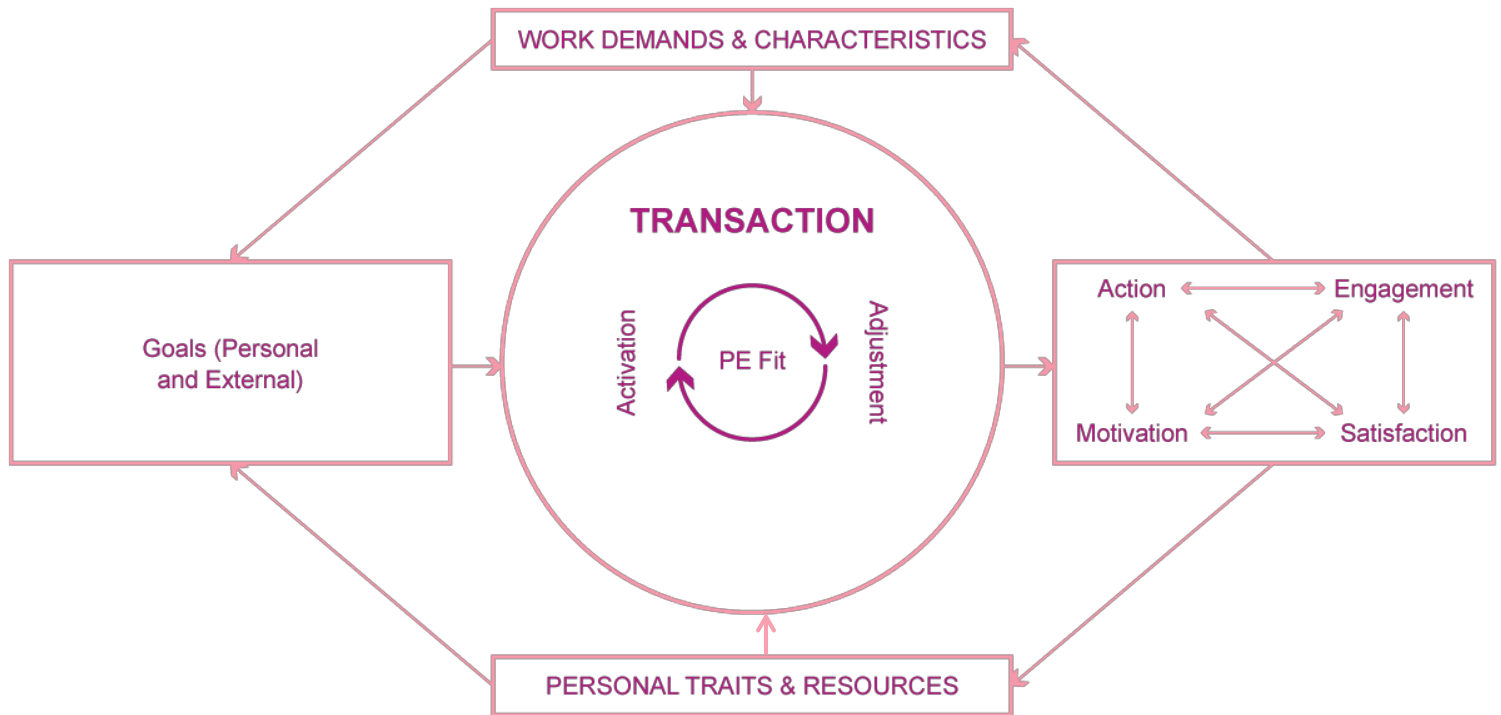 WORK DEMANDS & CHARACTERISTICS
TRANSACTION
Goals (Personal
and External)
Activation
PE Fit
Adjustment
Action
Engagement
Motivation
Satisfaction
PERSONAL TRAITS & RESOURCES